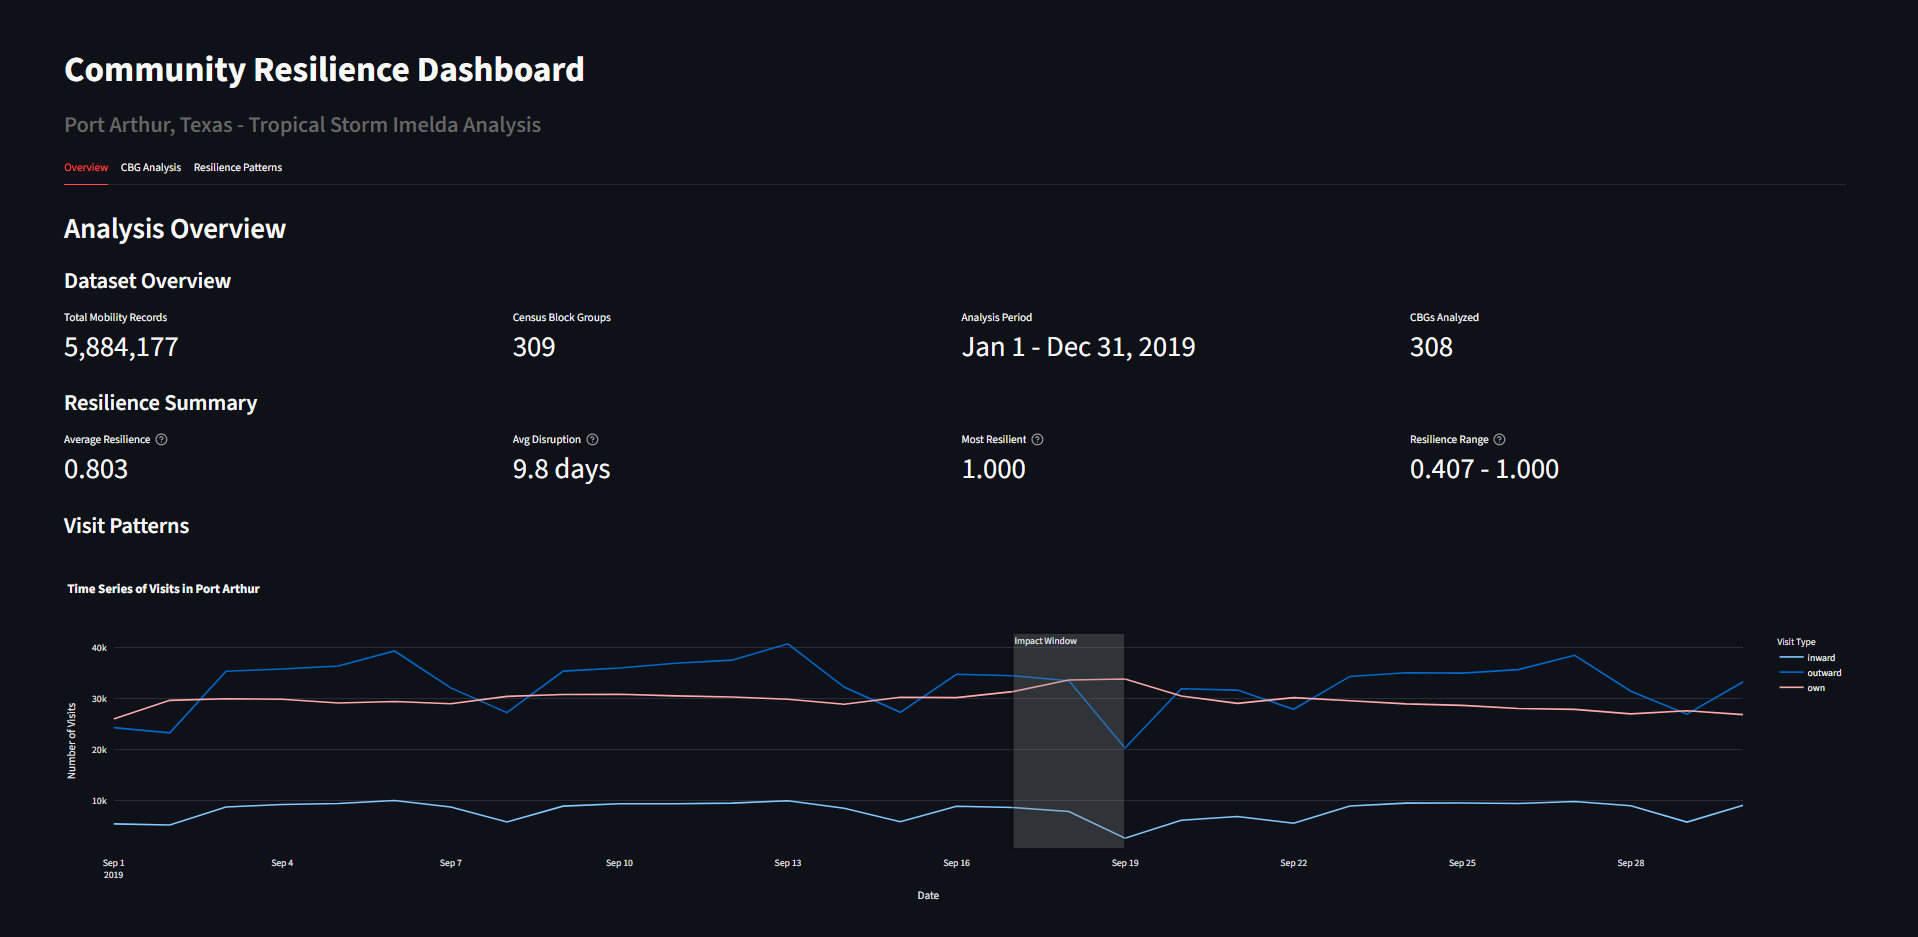 Community Resilience Dashboard
Port Arthur, Texas - Tropical Storm Imelda Analysis
Overview CBG Analysis Resilience Patterns
Analysis Overview
Dataset Overview
Total Mobility Records
5,884,177
Census Block Groups
309
Analysis Period
Jan 1 - Dec 31, 2019
CBGs Analyzed
308
Resilience Summary
Average Resilience ?
0.803
Avg Disruption ?
9.8 days
Most Resilient ?
1.000
Resilience Range ?
0.407 - 1.000
Visit Patterns
Time Series of Visits in Port Arthur
Impact Window
Number of Visits
40k
30k
20k
10k
Sep 1
2019
Sep 4
Sep 7
Sep 10
Sep 13
Sep 16
Sep 19
Sep 22
Sep 25
Sep 28
Date
Visit Type
inward
outward
own